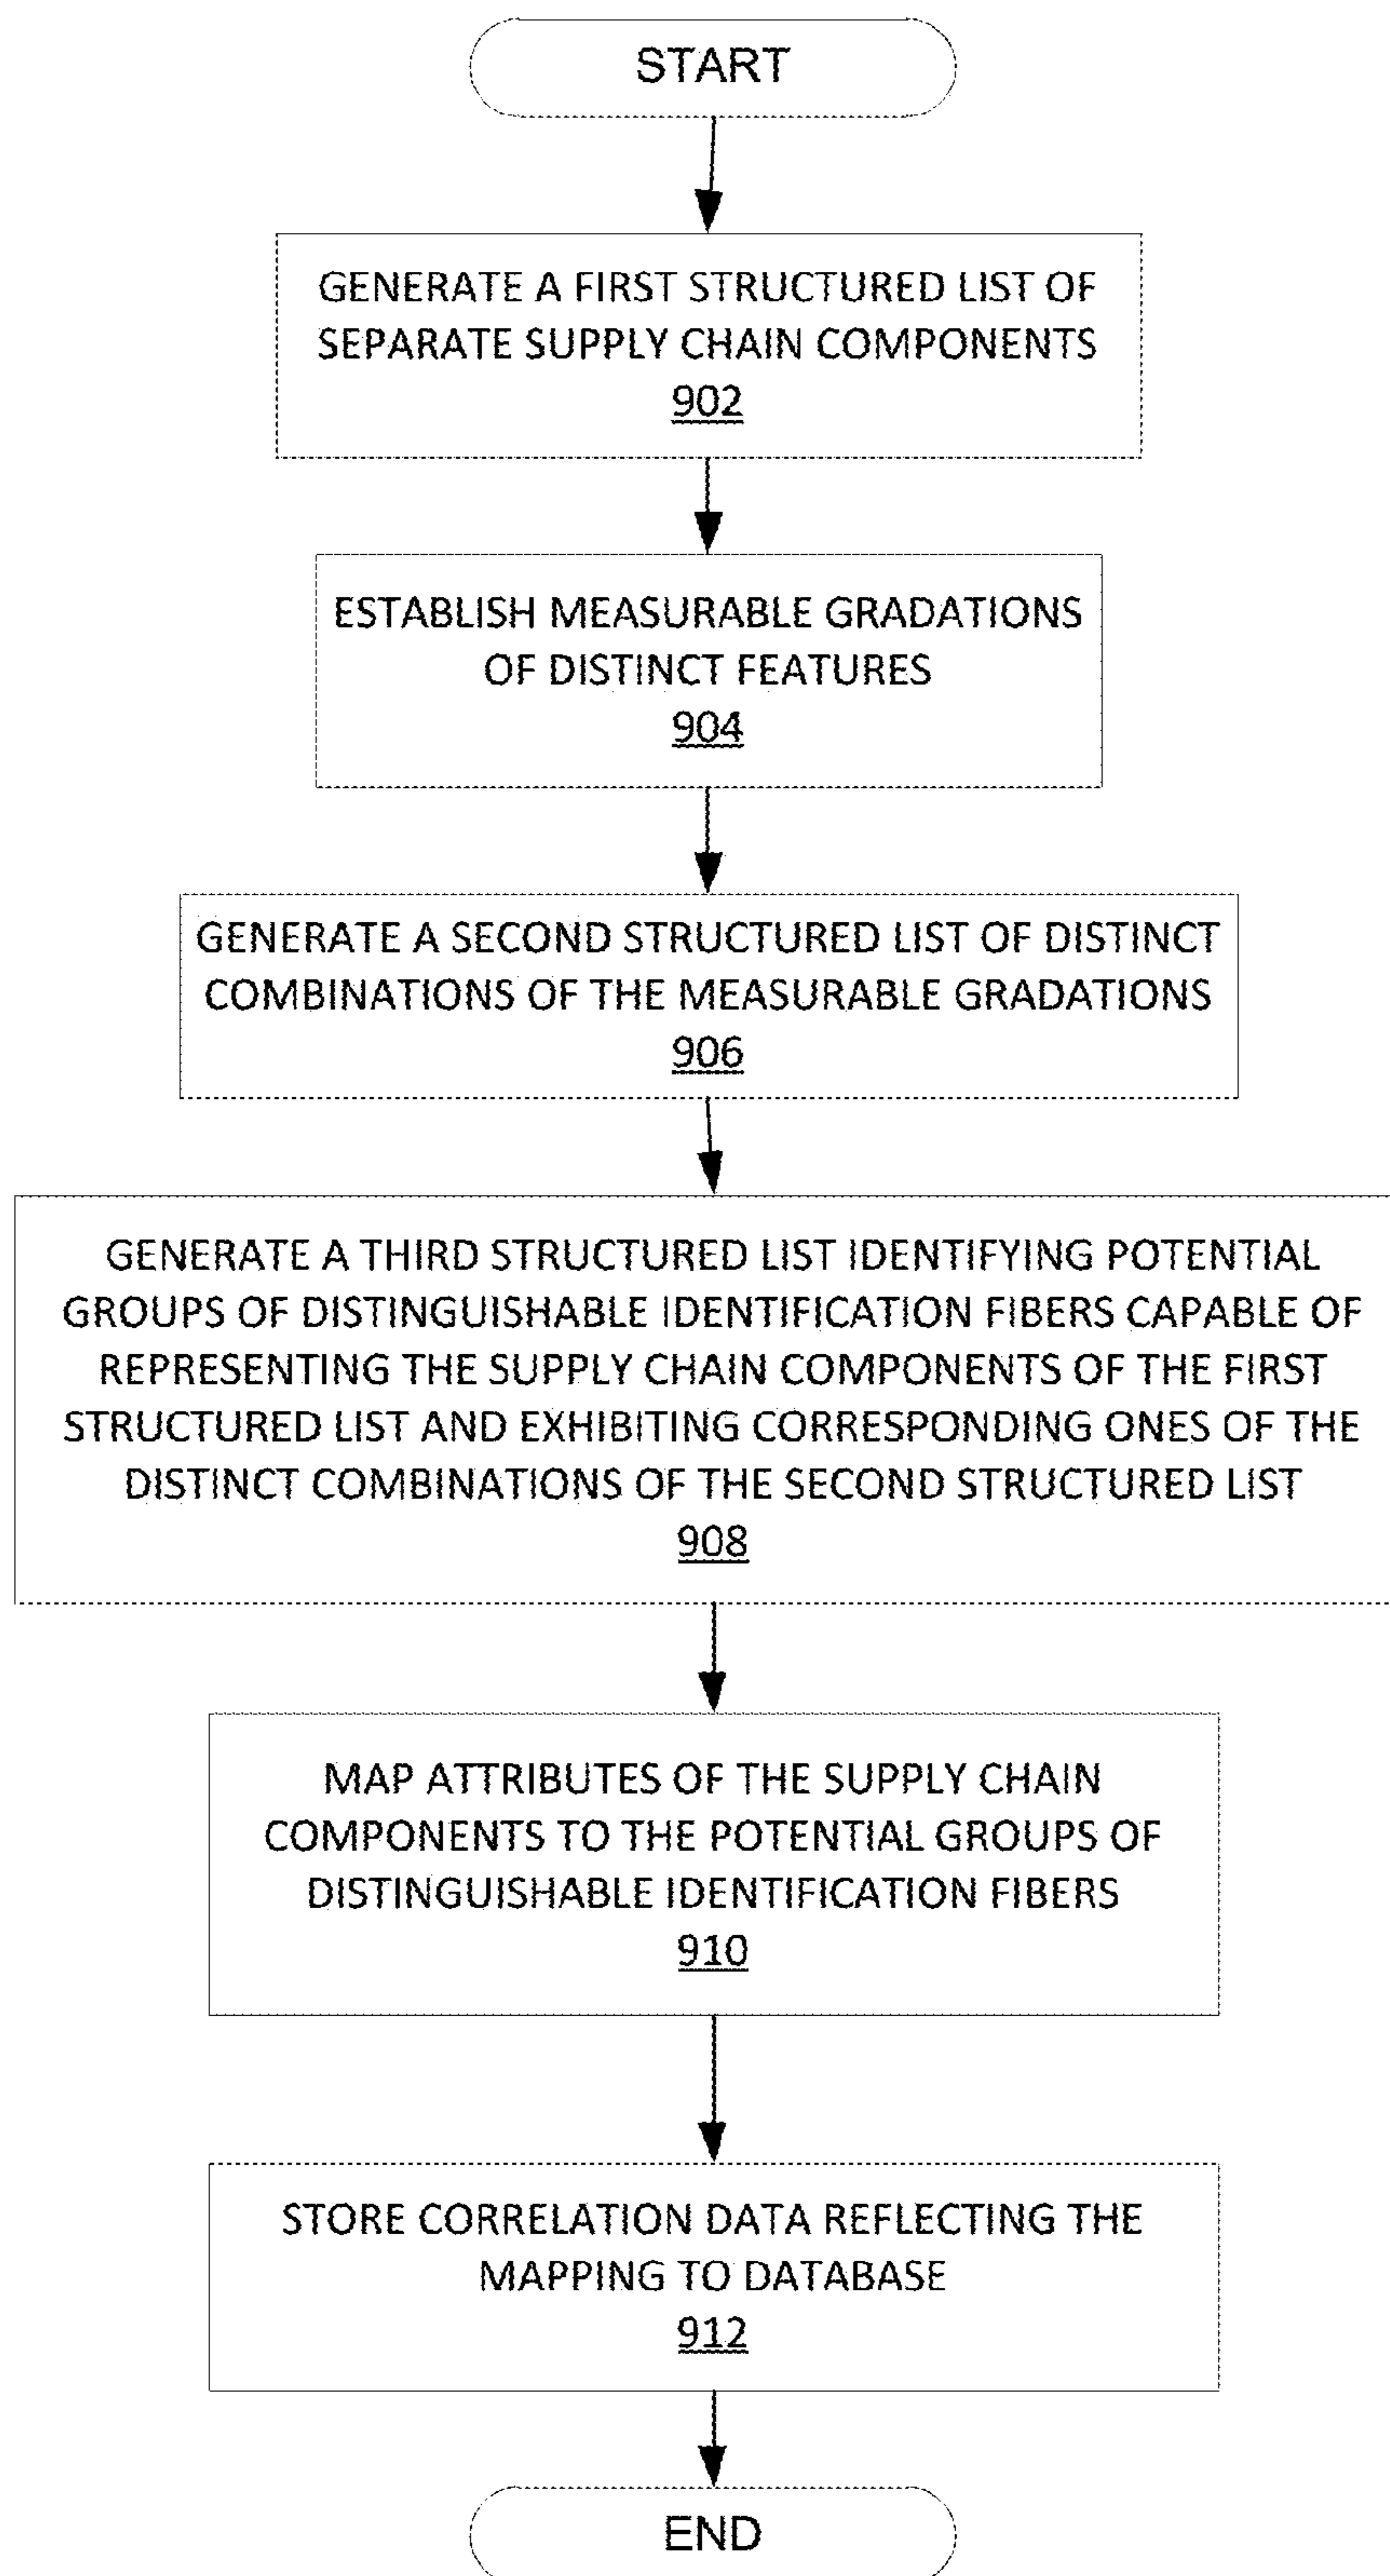 START
GENERATE A FIRST STRUCTURED LIST OF
SEPARATE SUPPLY CHAIN COMPONENTS
902
ESTABLISH MEASURABLE GRADATIONS
OF DISTINCT FEATURES
904
GENERATE A SECOND STRUCTURED LIST OF DISTINCT
COMBINATIONS OF THE MEASURABLE GRADATIONS
906
GENERATE A THIRD STRUCTURED LIST IDENTIFYING POTENTIAL
GROUPS OF DISTINGUISHABLE IDENTIFICATION FIBERS CAPABLE OF
REPRESENTING THE SUPPLY CHAIN COMPONENTS OF THE FIRST
STRUCTURED LIST AND EXHIBITING CORRESPONDING ONES OF THE
DISTINCT COMBINATIONS OF THE SECOND STRUCTURED LIST
908
MAP ATTRIBUTES OF THE SUPPLY CHAIN
COMPONENTS TO THE POTENTIAL GROUPS OF
DISTINGUISHABLE IDENTIFICATION FIBERS
910
STORE CORRELATION DATA REFLECTING THE
MAPPING TO DATABASE
912
END